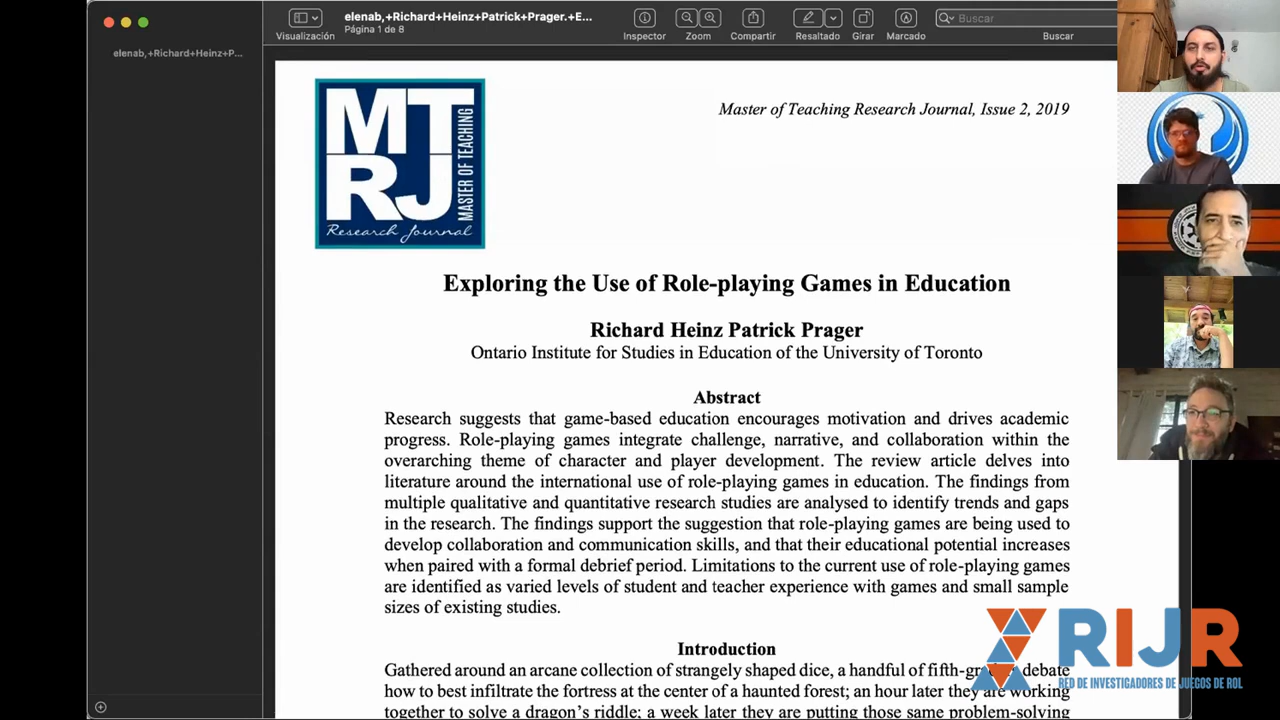 elenab,+Richard+Heinz+Patrick+Prager.+E...
Página 1 de 8
Visualización
Inspector
Zoom
Compartir
Resaltado
Girar
Marcado
Buscar
Buscar
elenab,+Richard+Heinz+P...
MT
RJ
MASTER OF TEACHING
Research Journal
Master of Teaching Research Journal, Issue 2, 2019
Exploring the Use of Role-playing Games in Education
Richard Heinz Patrick Prager
Ontario Institute for Studies in Education of the University of Toronto
Abstract
Research suggests that game-based education encourages motivation and drives academic
progress. Role-playing games integrate challenge, narrative, and collaboration within the
overarching theme of character and player development. The review article delves into
literature around the international use of role-playing games in education. The findings from
multiple qualitative and quantitative research studies are analysed to identify trends and gaps
in the research. The findings support the suggestion that role-playing games are being used to
develop collaboration and communication skills, and that their educational potential increases
when paired with a formal debrief period. Limitations to the current use of role-playing games
are identified as varied levels of student and teacher experience with games and small sample
sizes of existing studies.
Introduction
Gathered around an arcane collection of strangely shaped dice, a handful of debate
how to best infiltrate the fortress at the center of a haunted forest; an hour later they are working
together to solve a dragon's riddle; a week later they are putting those same problem-solving
RIJR
RED DE INVESTIGADORES DE JUEGOS DE ROL